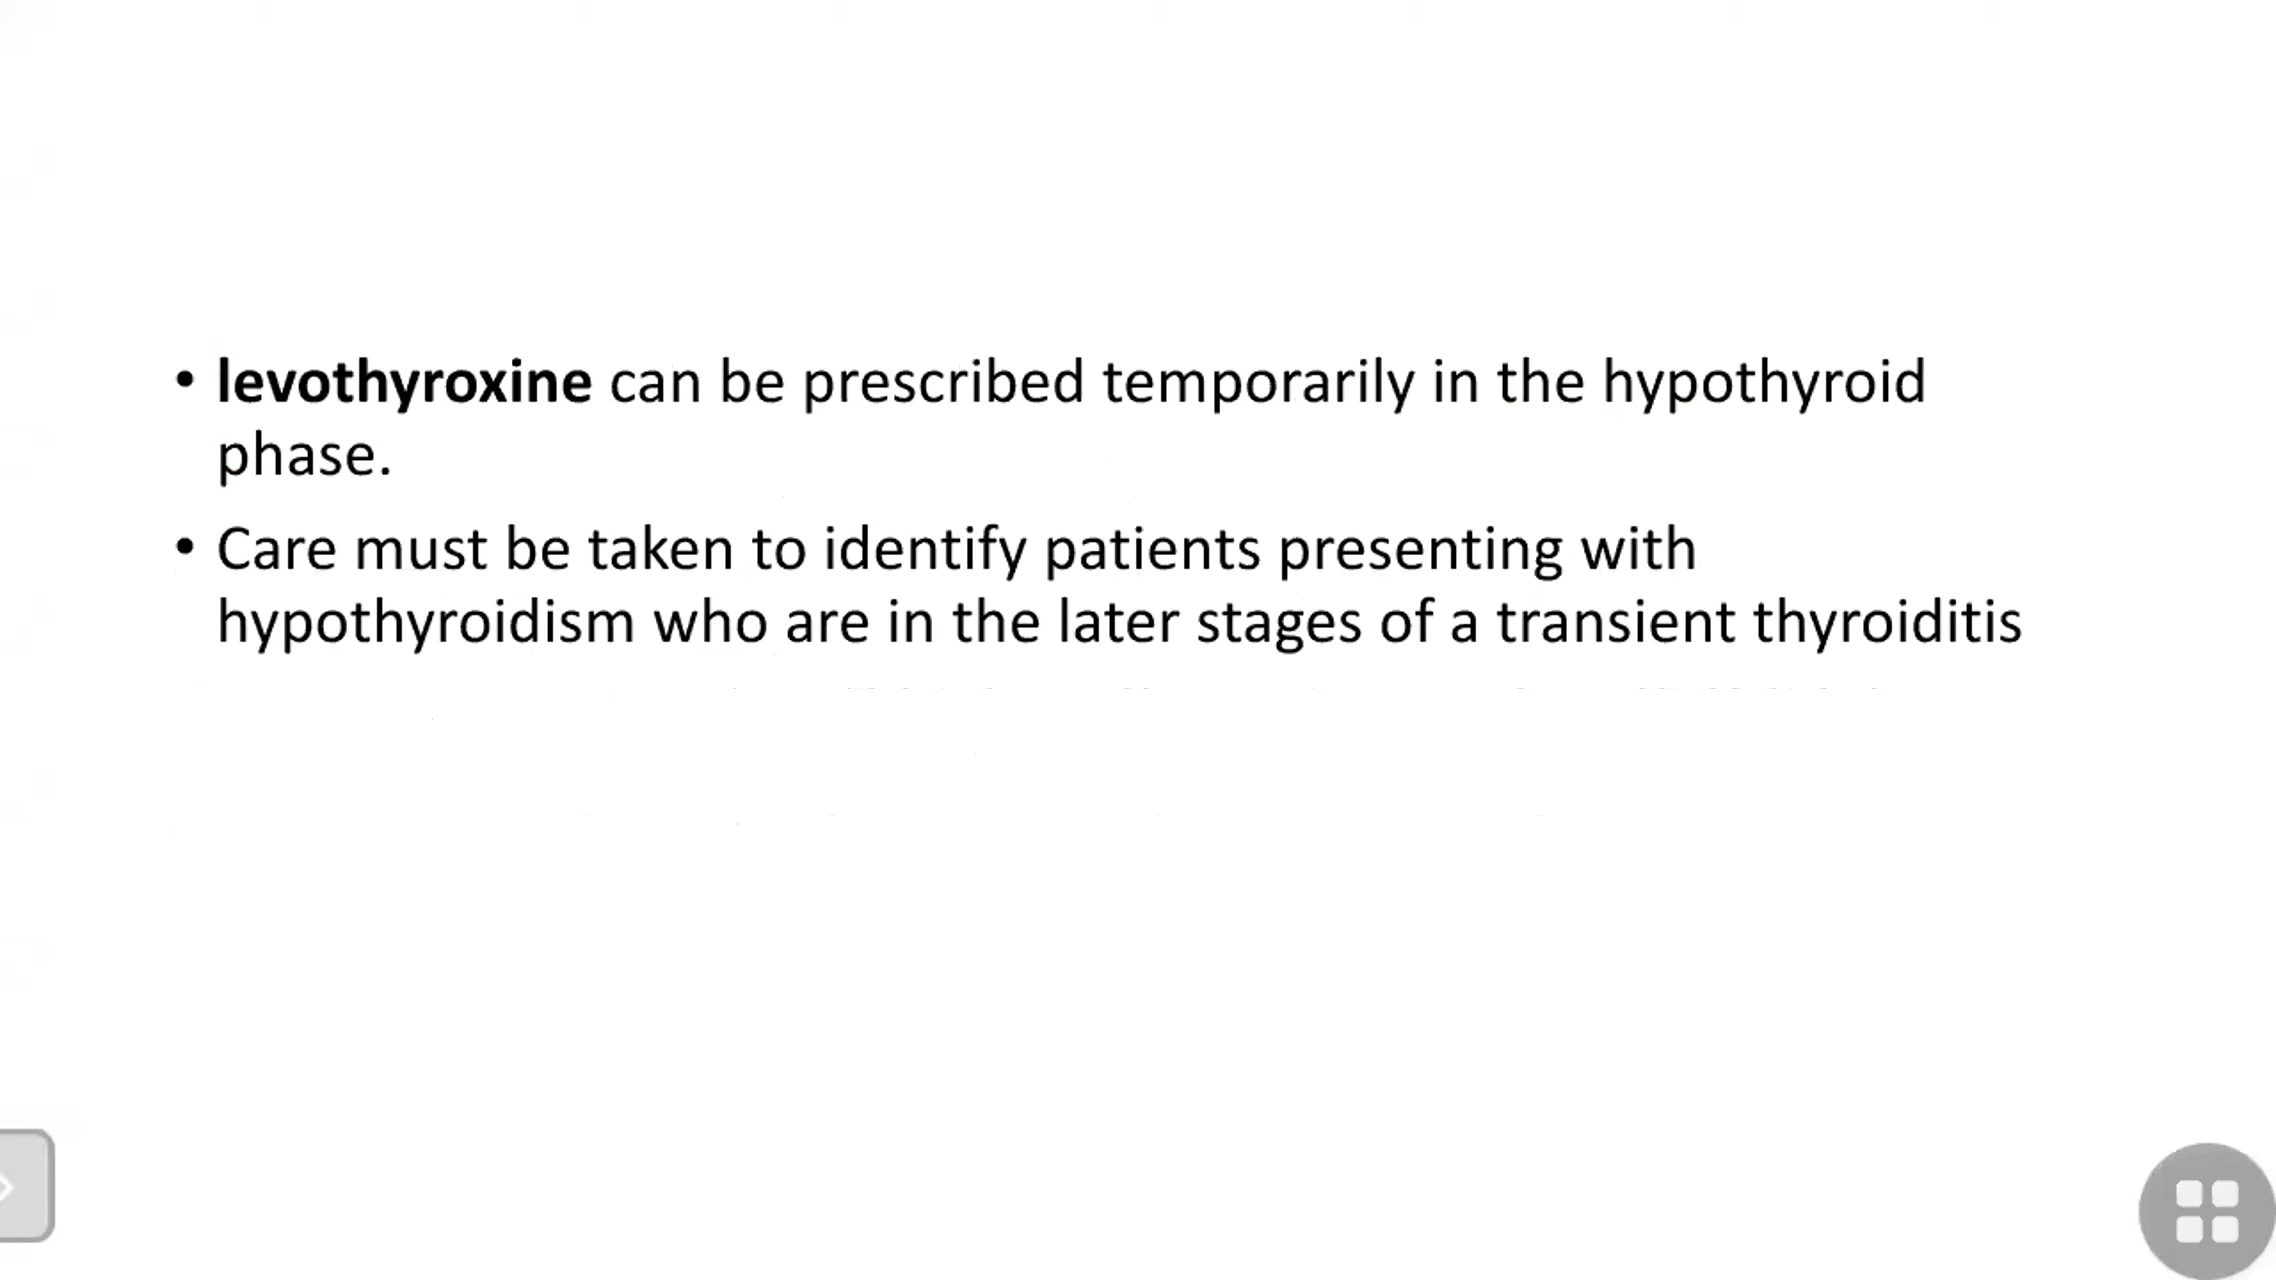 • levothyroxine can be prescribed temporarily in the hypothyroid
phase.
• Care must be taken to identify patients presenting with
hypothyroidism who are in the later stages of a transient thyroiditis